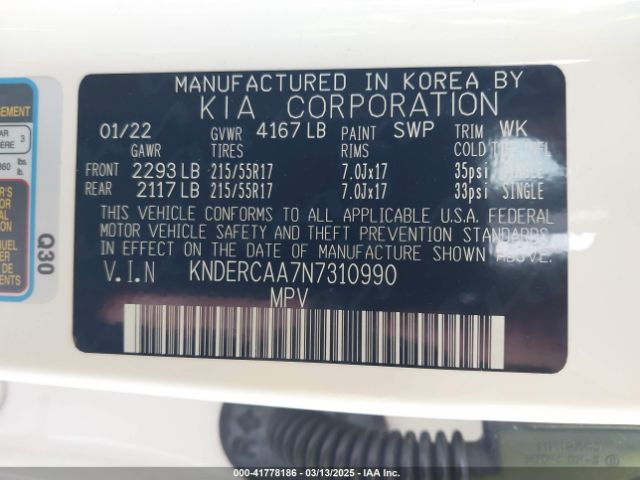 MANUFACTURED IN KOREA BY
KIA CORPORATION
01/22 GVWR 4167 LB PAINT SWP TRIM WK
GAWR TIRES RIMS COLD
FRONT 2293 LB 215/55R17 7.0Jx17 35psi SINGLE
REAR 2117 LB 215/55R17 7.0Jx17 33psi SINGLE
THIS VEHICLE CONFORMS TO ALL APPLICABLE U.S.A. FEDERAL
MOTOR VEHICLE SAFETY AND THEFT PREVENTION STANDARDS
IN EFFECT ON THE DATE OF MANUFACTURE SHOWN ABOVE.
V.I.N KNDERCAA7N7310990
MPV
Q30
000-41778186 - 03/13/2025 - IAA Inc.